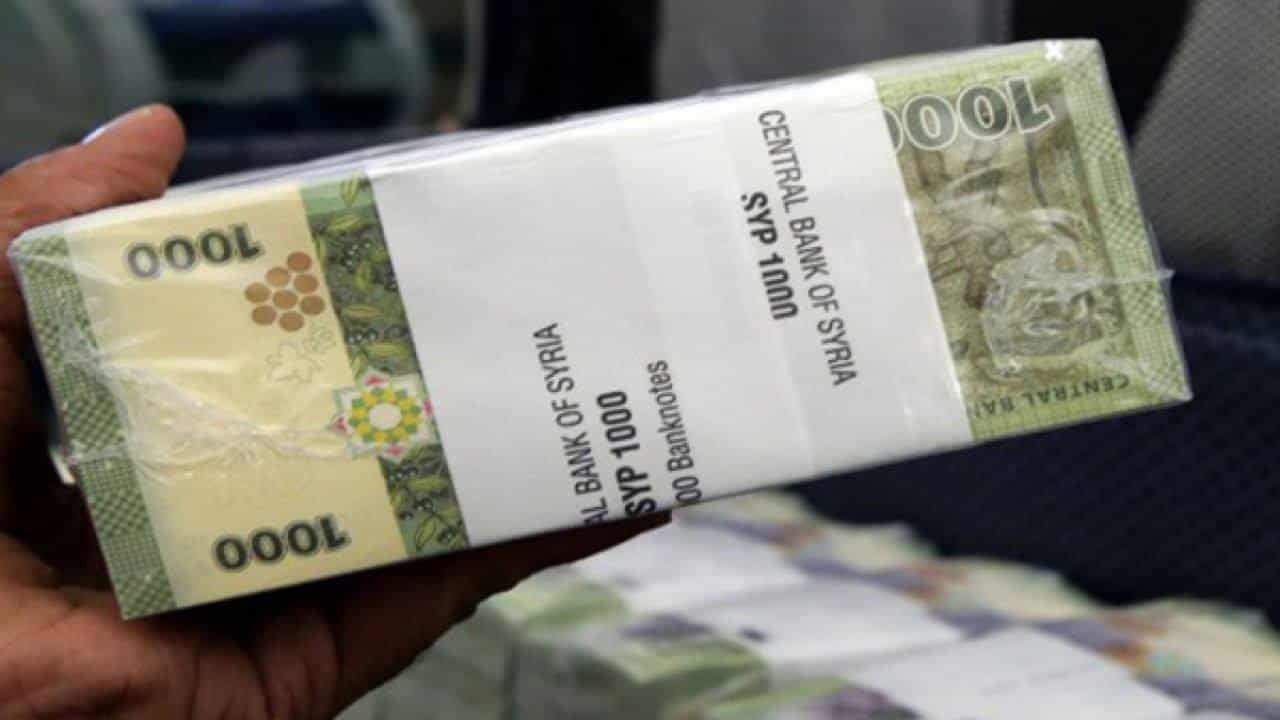 1000
1000
AL BANK OF SYRIA
SYP 1000
00 Banknotes
CENTRAL BANK OF SYRIA
SYP 1000
1000
CENTRAL BAN